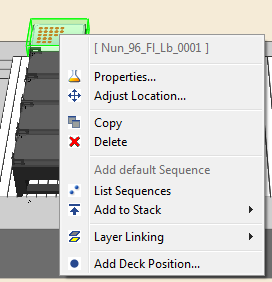 [ Nun_96_Fl_Lb_0001 ]
Properties...
Adjust Location...
Copy
Delete
Add default Sequence
List Sequences
Add to Stack
Layer Linking
Add Deck Position...